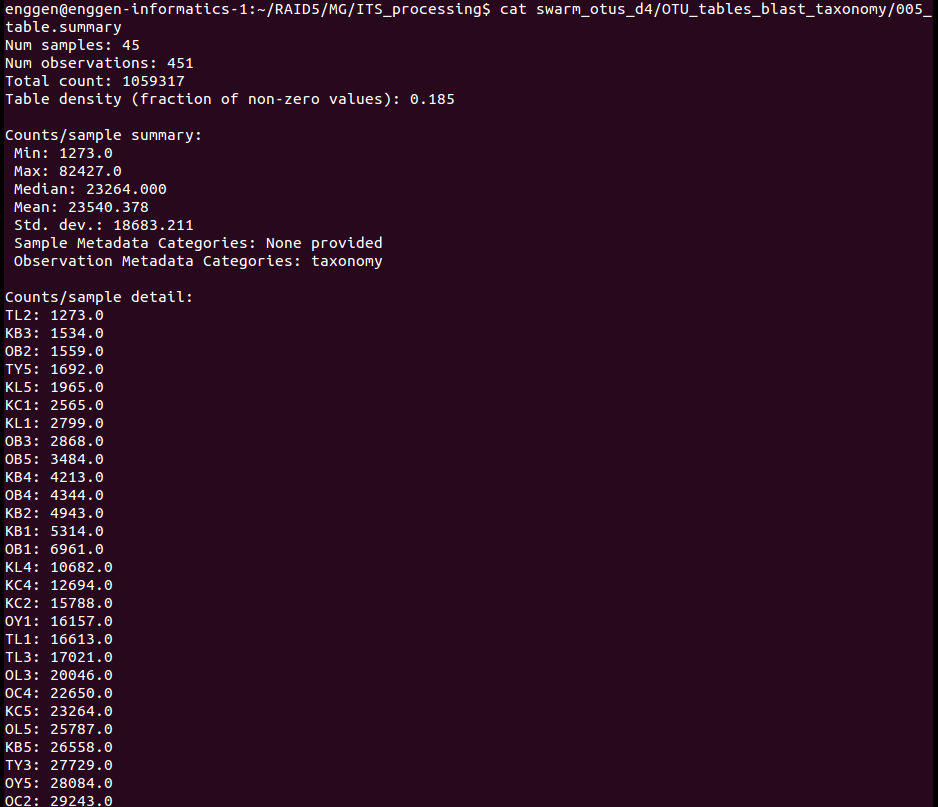 enggen@enggen-informatics-1:~/RAID5/MG/ITS_processing$ cat swarm_otus_d4/OTU_tables_blast_taxonomy/005_
table.summary
Num samples: 45
Num observations: 451
Total count: 1059317
Table density (fraction of non-zero values): 0.185
Counts/sample summary:
Min: 1273.0
Max: 82427.0
Median: 23264.000
Mean: 23540.378
Std. dev.: 18683.211
Sample Metadata Categories: None provided
Observation Metadata Categories: taxonomy
Counts/sample detail:
TL2: 1273.0
KB3: 1534.0
OB2: 1559.0
TY5: 1692.0
KL5: 1965.0
KC1: 2565.0
KL1: 2799.0
OB3: 2868.0
OB5: 3484.0
KB4: 4213.0
OB4: 4344.0
KB2: 4943.0
KB1: 5314.0
OB1: 6961.0
KL4: 10682.0
KC4: 12694.0
KC2: 15788.0
OY1: 16157.0
TL1: 16613.0
TL3: 17021.0
OL3: 20046.0
OC4: 22650.0
KC5: 23264.0
OL5: 25787.0
KB5: 26558.0
TY3: 27729.0
OY5: 28084.0
OC2: 29243.0